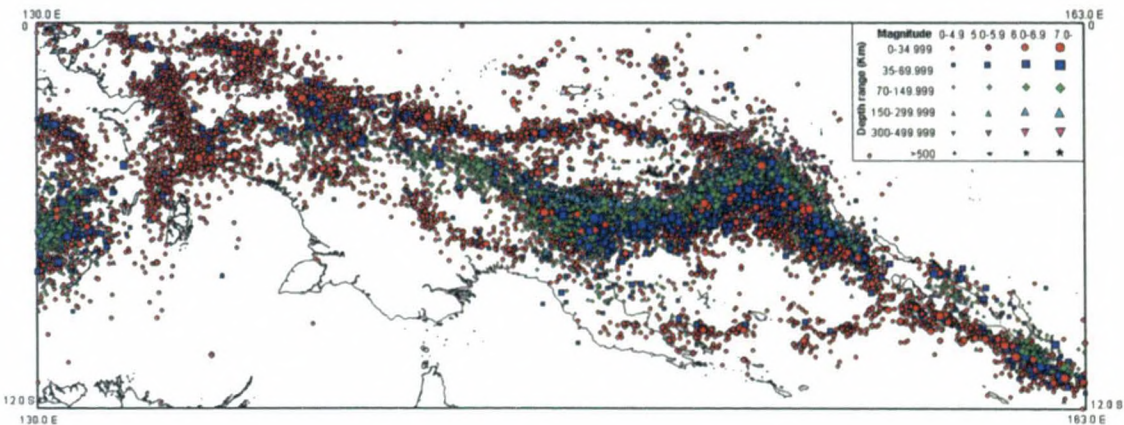 130.0 E
163.0 E
0
0
Magnitude 0-4.9 5.0-5.9 6.0-6.9 7.0-
Depth range (Km)
0-34.999
35-69.999
70-149.999
150-299.999
300-499.999
>500
12.0 S
12.0 S
130.0 E
163.0 E